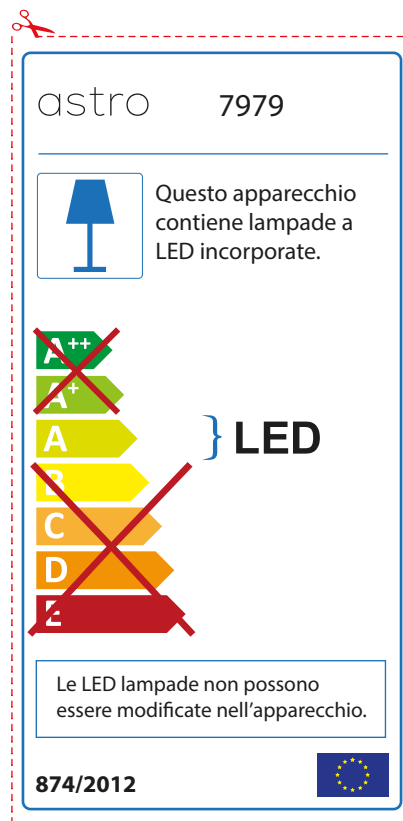 astro 7979
Questo apparecchio
contiene lampade a
LED incorporate.
A++
A+
A
LED
B
C
D
E
Le LED lampade non possono
essere modificate nell’apparecchio.
874/2012